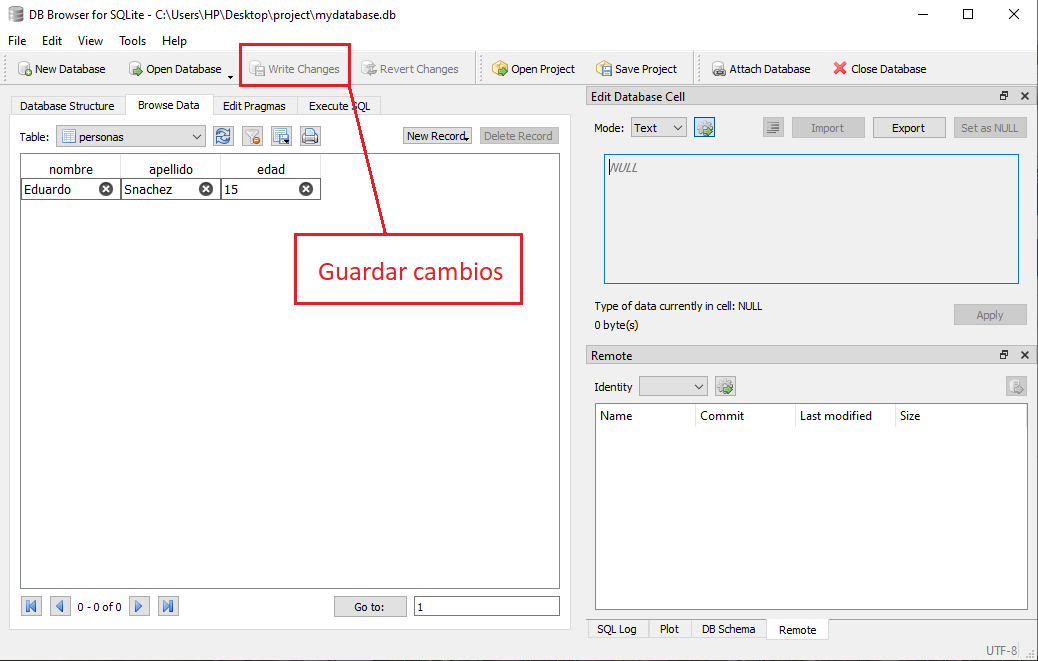 DB Browser for SQLite - C:\Users\HP\Desktop\project\mydatabase.db
File Edit View Tools Help
New Database Open Database Write Changes Revert Changes Open Project Save Project Attach Database Close Database
Database Structure Browse Data Edit Pragmas Execute SQL
Table: personas New Record Delete Record
nombre apellido edad
Eduardo Snachez 15
Guardar cambios
0 - 0 of 0 Go to: 1
Edit Database Cell
Mode: Text Import Export Set as NULL
NULL
Type of data currently in cell: NULL
0 byte(s)
Apply
Remote
Identity
Name Commit Last modified Size
SQL Log Plot DB Schema Remote
UTF-8